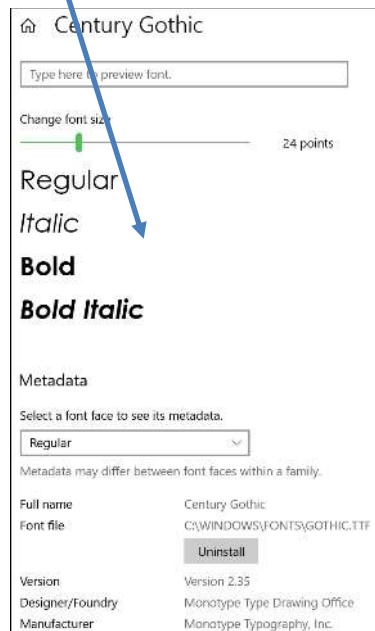 Century Gothic
Type here to preview font.
Change font size
24 points
Regular
Italic
Bold
Bold Italic
Metadata
Select a font face to see its metadata.
Regular
Metadata may differ between font faces within a family.
Full name Century Gothic
Font file C:\WINDOWS\FONTS\GOTHIC.TTF
Uninstall
Version Version 2.35
Designer/Foundry Monotype Type Drawing Office
Manufacturer Monotype Typography, Inc.